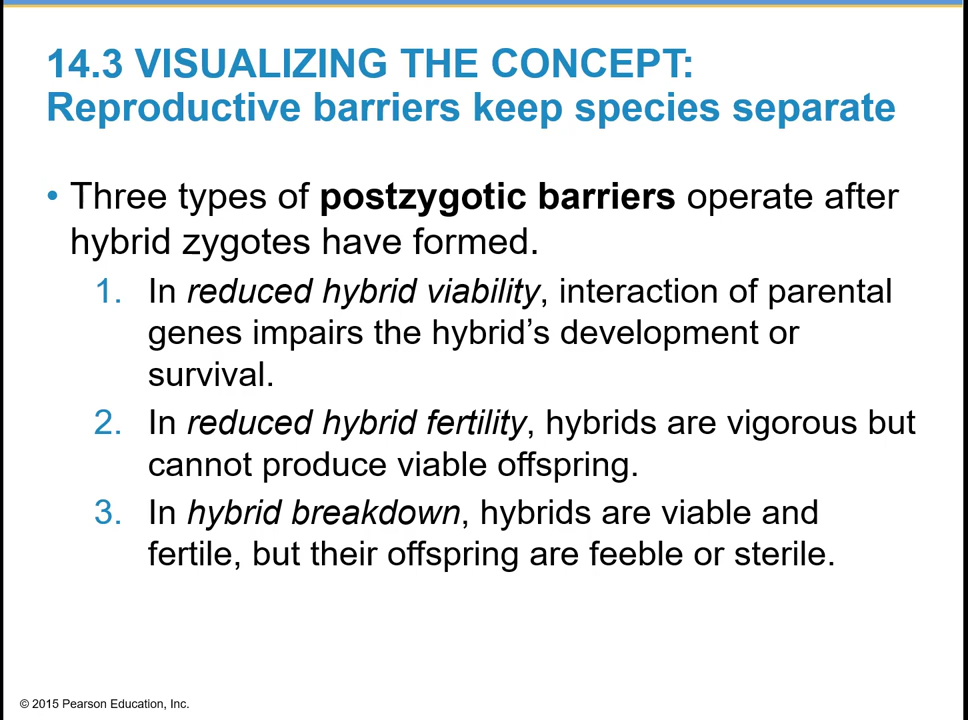 14.3 VISUALIZING THE CONCEPT:
Reproductive barriers keep species separate
• Three types of postzygotic barriers operate after
hybrid zygotes have formed.
1. In reduced hybrid viability, interaction of parental
genes impairs the hybrid’s development or
survival.
2. In reduced hybrid fertility, hybrids are vigorous but
cannot produce viable offspring.
3. In hybrid breakdown, hybrids are viable and
fertile, but their offspring are feeble or sterile.
© 2015 Pearson Education, Inc.